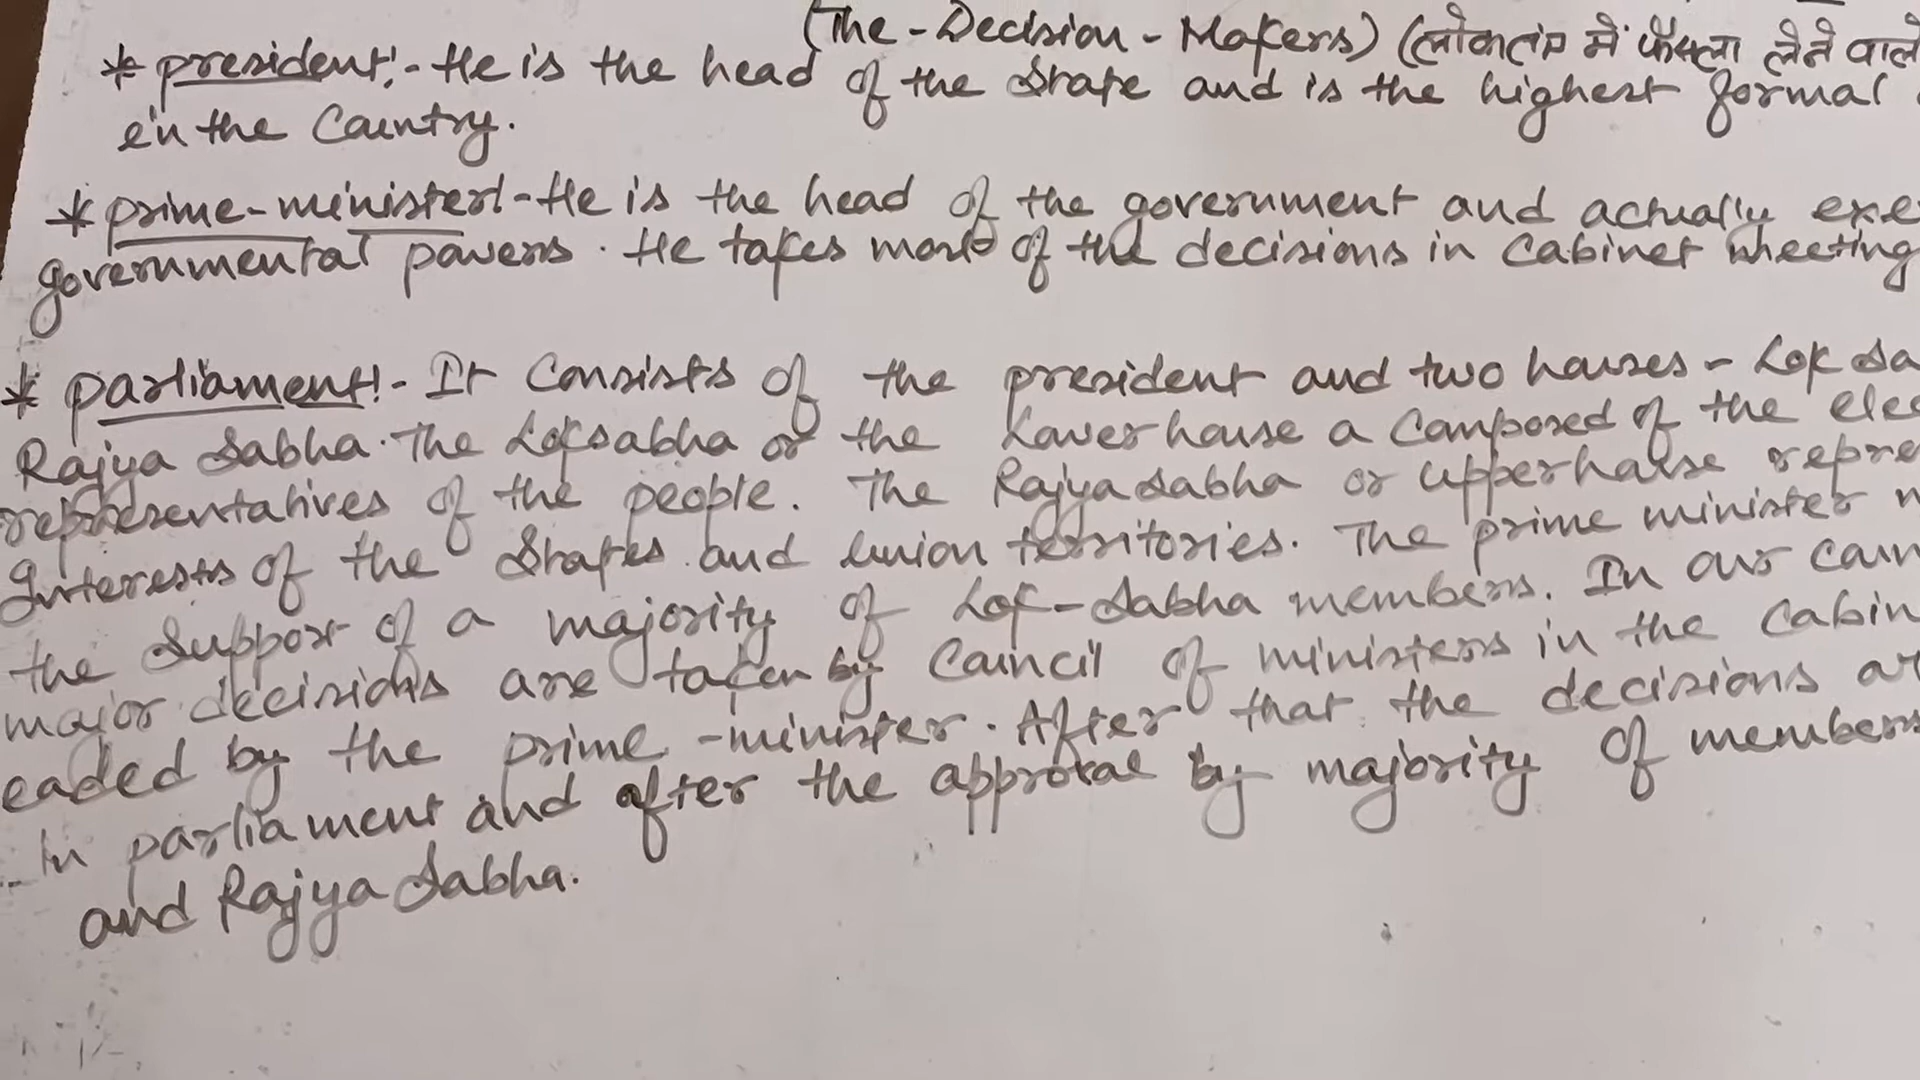 (The-Decision-Makers) (लोकतंत्र में फैसला लेने वाले
* president:- He is the head of the State and is the highest formal
in the Country.
* prime-minister:- He is the head of the government and actually exe
governmental powers. He takes most of the decisions in Cabinet meeting
* parliament:- It Consists of the president and two houses - Lok Sa
Rajya Sabha. The Loksabha or the Lower house a Composed of the elec
representatives of the people. The Rajya sabha or upperhouse repre
Interests of the States and Union territories. The prime minister
the Support of a majority of Lok-Sabha members. In our coun
major decisions are taken by Council of ministers in the Cabin
eaded by the prime-minister. After that the decisions ar
in parliament and after the approval by majority of members
and Rajya Sabha.